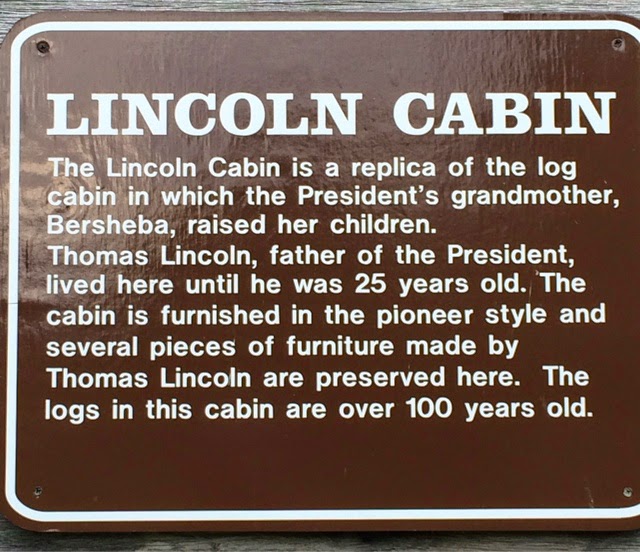 LINCOLN CABIN
The Lincoln Cabin is a replica of the log
cabin in which the President's grandmother,
Bersheba, raised her children.
Thomas Lincoln, father of the President,
lived here until he was 25 years old. The
cabin is furnished in the pioneer style and
several pieces of furniture made by
Thomas Lincoln are preserved here. The
logs in this cabin are over 100 years old.